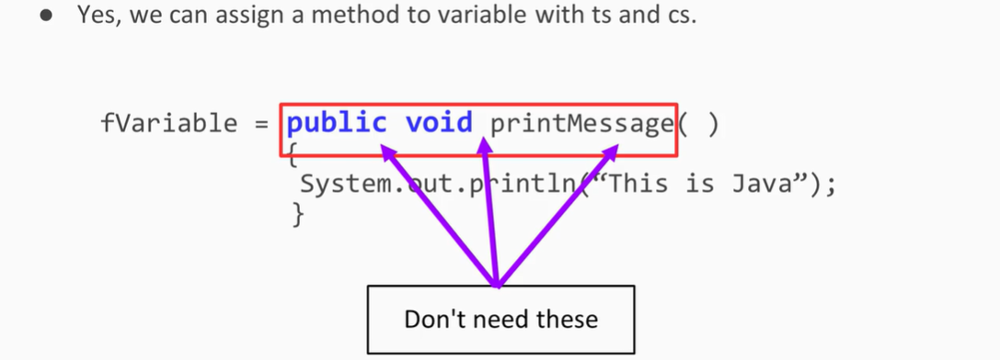 ● Yes, we can assign a method to variable with ts and cs.
fVariable = public void printMessage( )
{
System.out.println(“This is Java”);
}
Don't need these